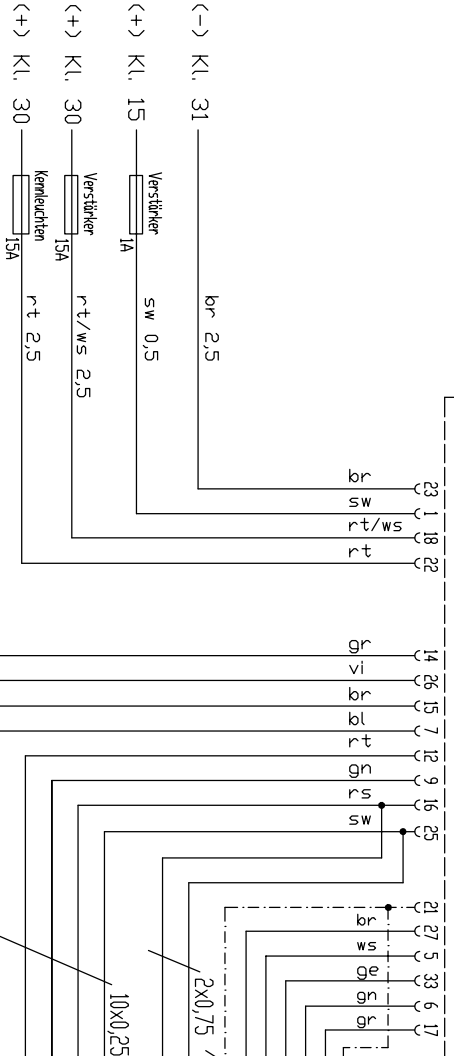 (-) Kl. 31
br 2,5
(+) Kl. 15
Verstärker
1A
sw 0,5
(+) Kl. 30
Verstärker
15A
rt/ws 2,5
(+) Kl. 30
Kennleuchten
15A
rt 2,5
br 23
sw 1
rt/ws 18
rt 22
gr 14
vi 26
br 15
bl 7
rt 12
gn 9
rs 16
sw 25
21
br 27
ws 5
ge 33
gn 6
gr 17
2x0,75
10x0,25